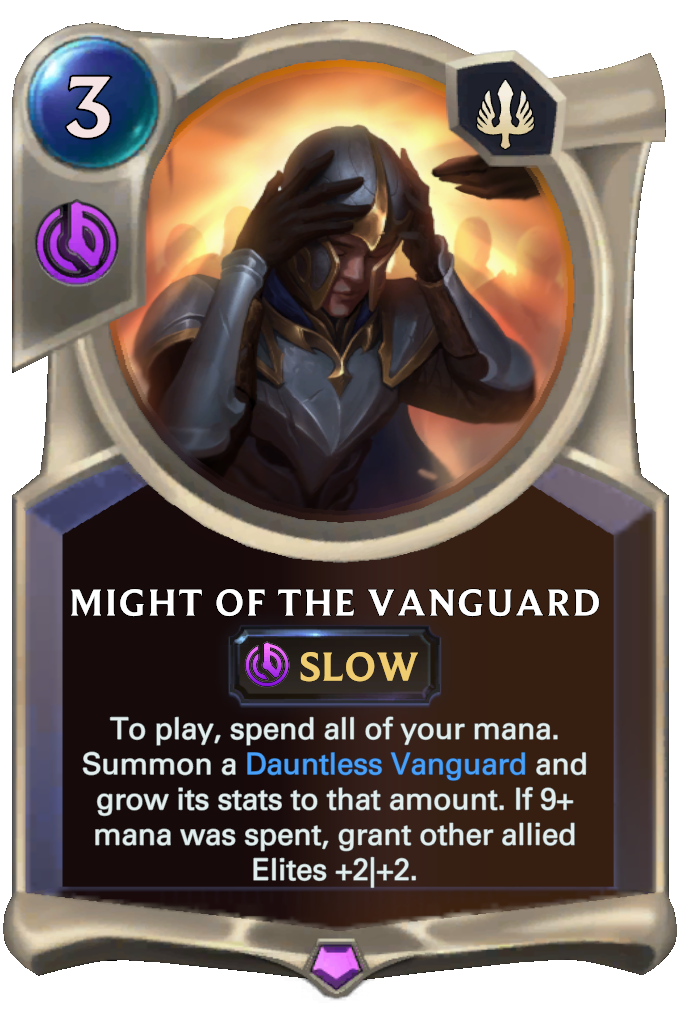 3
MIGHT OF THE VANGUARD
SLOW
To play, spend all of your mana.
Summon a Dauntless Vanguard and
grow its stats to that amount. If 9+
mana was spent, grant other allied
Elites +2|+2.